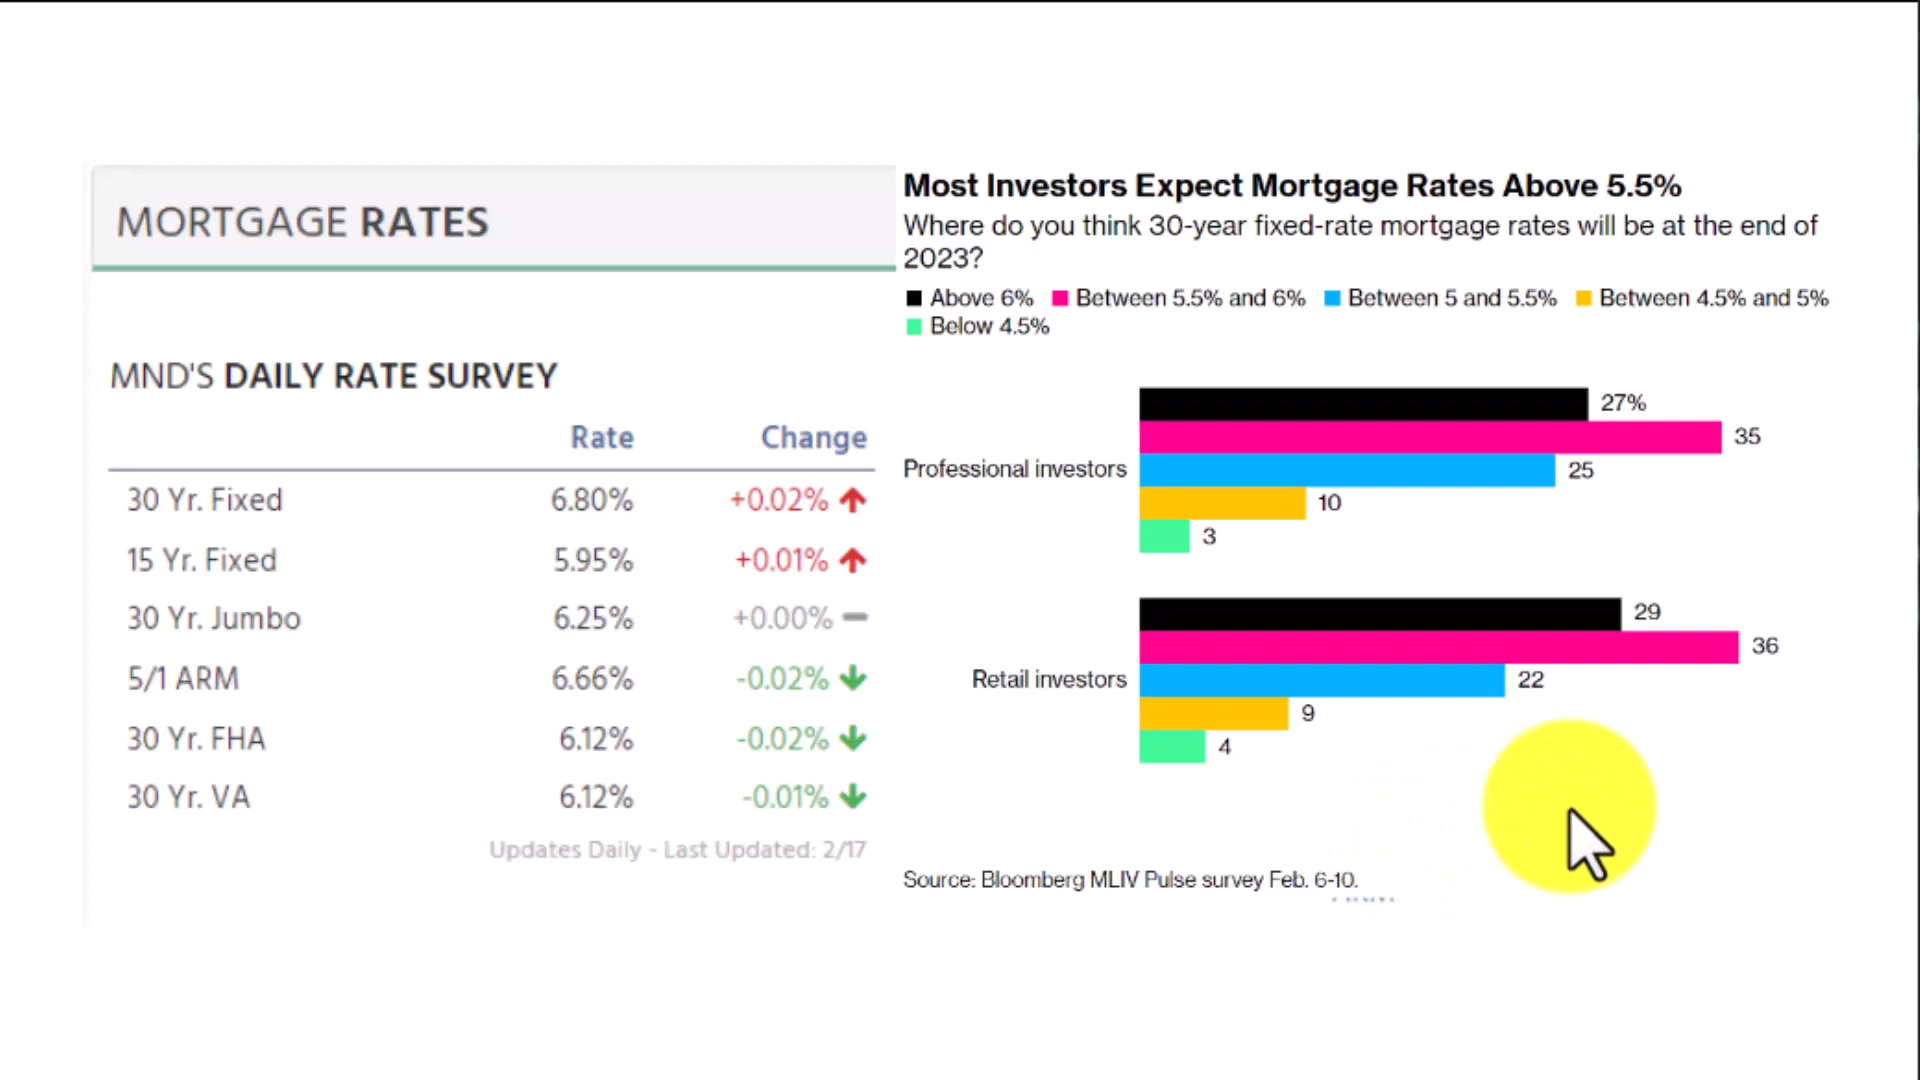 MORTGAGE RATES
MND'S DAILY RATE SURVEY
Rate Change
30 Yr. Fixed 6.80% +0.02%
15 Yr. Fixed 5.95% +0.01%
30 Yr. Jumbo 6.25% +0.00%
5/1 ARM 6.66% -0.02%
30 Yr. FHA 6.12% -0.02%
30 Yr. VA 6.12% -0.01%
Updates Daily - Last Updated: 2/17
Most Investors Expect Mortgage Rates Above 5.5%
Where do you think 30-year fixed-rate mortgage rates will be at the end of
2023?
Above 6% Between 5.5% and 6% Between 5 and 5.5% Between 4.5% and 5%
Below 4.5%
27%
35
Professional investors 25
10
3
29
36
Retail investors 22
9
4
Source: Bloomberg MLIV Pulse survey Feb. 6-10.